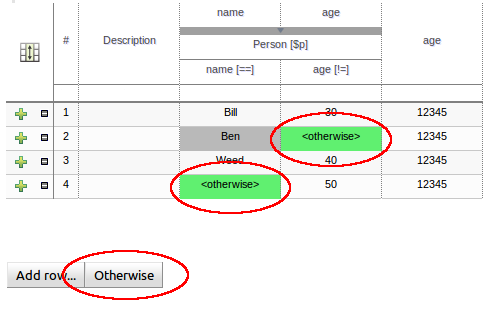 name age
# Description Person [$p] age
name [==] age [!=]
1 Bill 30 12345
2 Ben <otherwise> 12345
3 Weed 40 12345
4 <otherwise> 50 12345
Add row... Otherwise